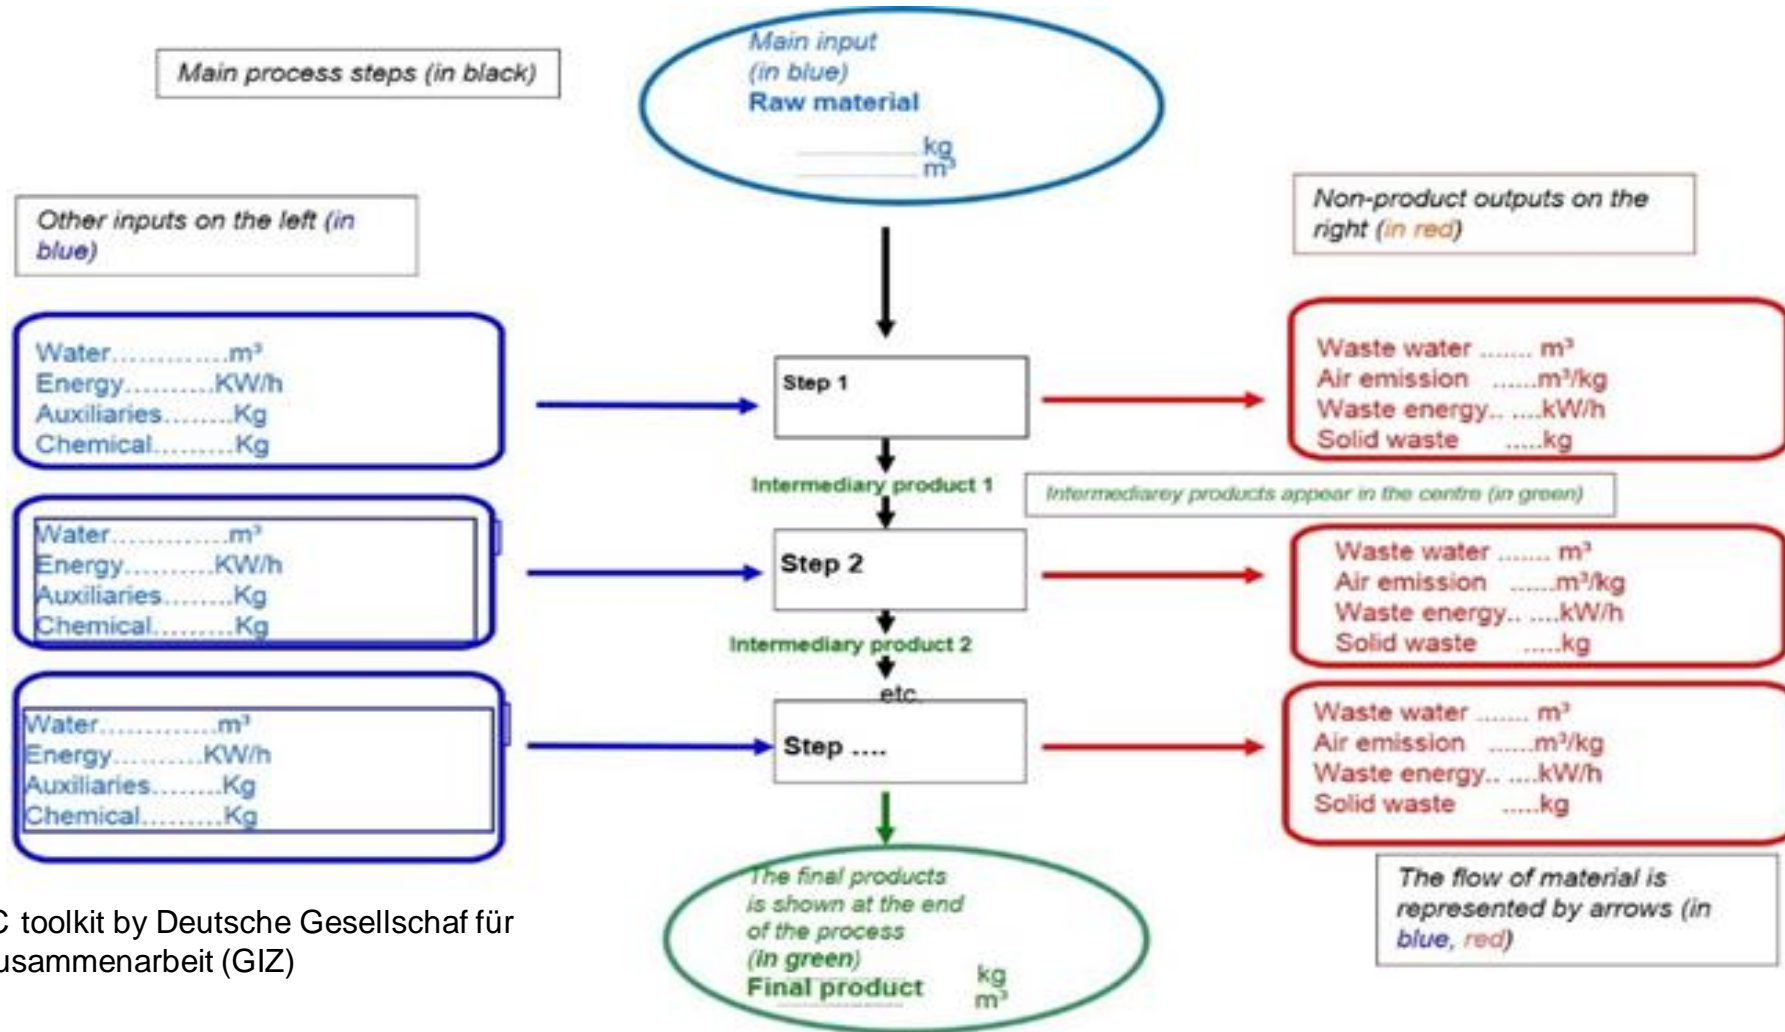 Main process steps (in black)
Main input
(in blue)
Raw material
kg
m³
Other inputs on the left (in
blue)
Non-product outputs on the
right (in red)
Water.............m³
Energy..........KW/h
Auxiliaries........Kg
Chemical.........Kg
Step 1
Waste water ....... m³
Air emission ......m³/kg
Waste energy.. ....kW/h
Solid waste .....kg
Intermediary product 1
Intermediarey products appear in the centre (in green)
Water.............m³
Energy..........KW/h
Auxiliaries........Kg
Chemical.........Kg
Step 2
Waste water ....... m³
Air emission ......m³/kg
Waste energy.. ....kW/h
Solid waste .....kg
Intermediary product 2
etc.
Water.............m³
Energy..........KW/h
Auxiliaries.......Kg
Chemical.........Kg
Step ....
Waste water ....... m³
Air emission ......m³/kg
Waste energy.. ....kW/h
Solid waste .....kg
The final products
is shown at the end
of the process
(in green)
Final product
kg
m³
The flow of material is
represented by arrows (in
blue, red)
C toolkit by Deutsche Gesellschaf für
usammenarbeit (GIZ)